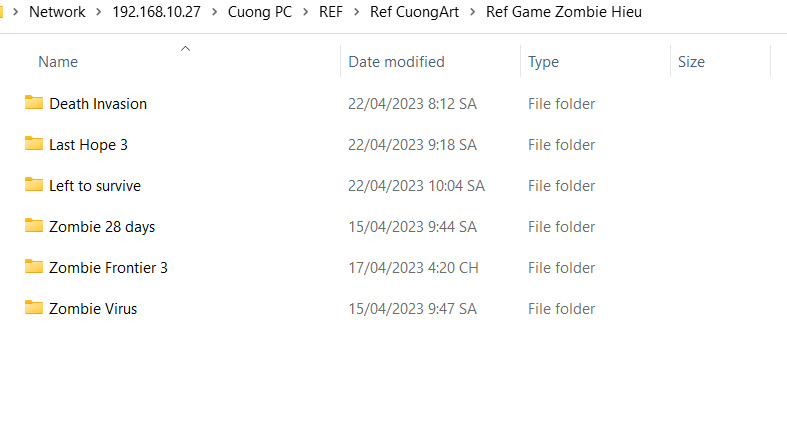 Network > 192.168.10.27 > Cuong PC > REF > Ref CuongArt > Ref Game Zombie Hieu
Name Date modified Type Size
Death Invasion 22/04/2023 8:12 SA File folder
Last Hope 3 22/04/2023 9:18 SA File folder
Left to survive 22/04/2023 10:04 SA File folder
Zombie 28 days 15/04/2023 9:44 SA File folder
Zombie Frontier 3 17/04/2023 4:20 CH File folder
Zombie Virus 15/04/2023 9:47 SA File folder